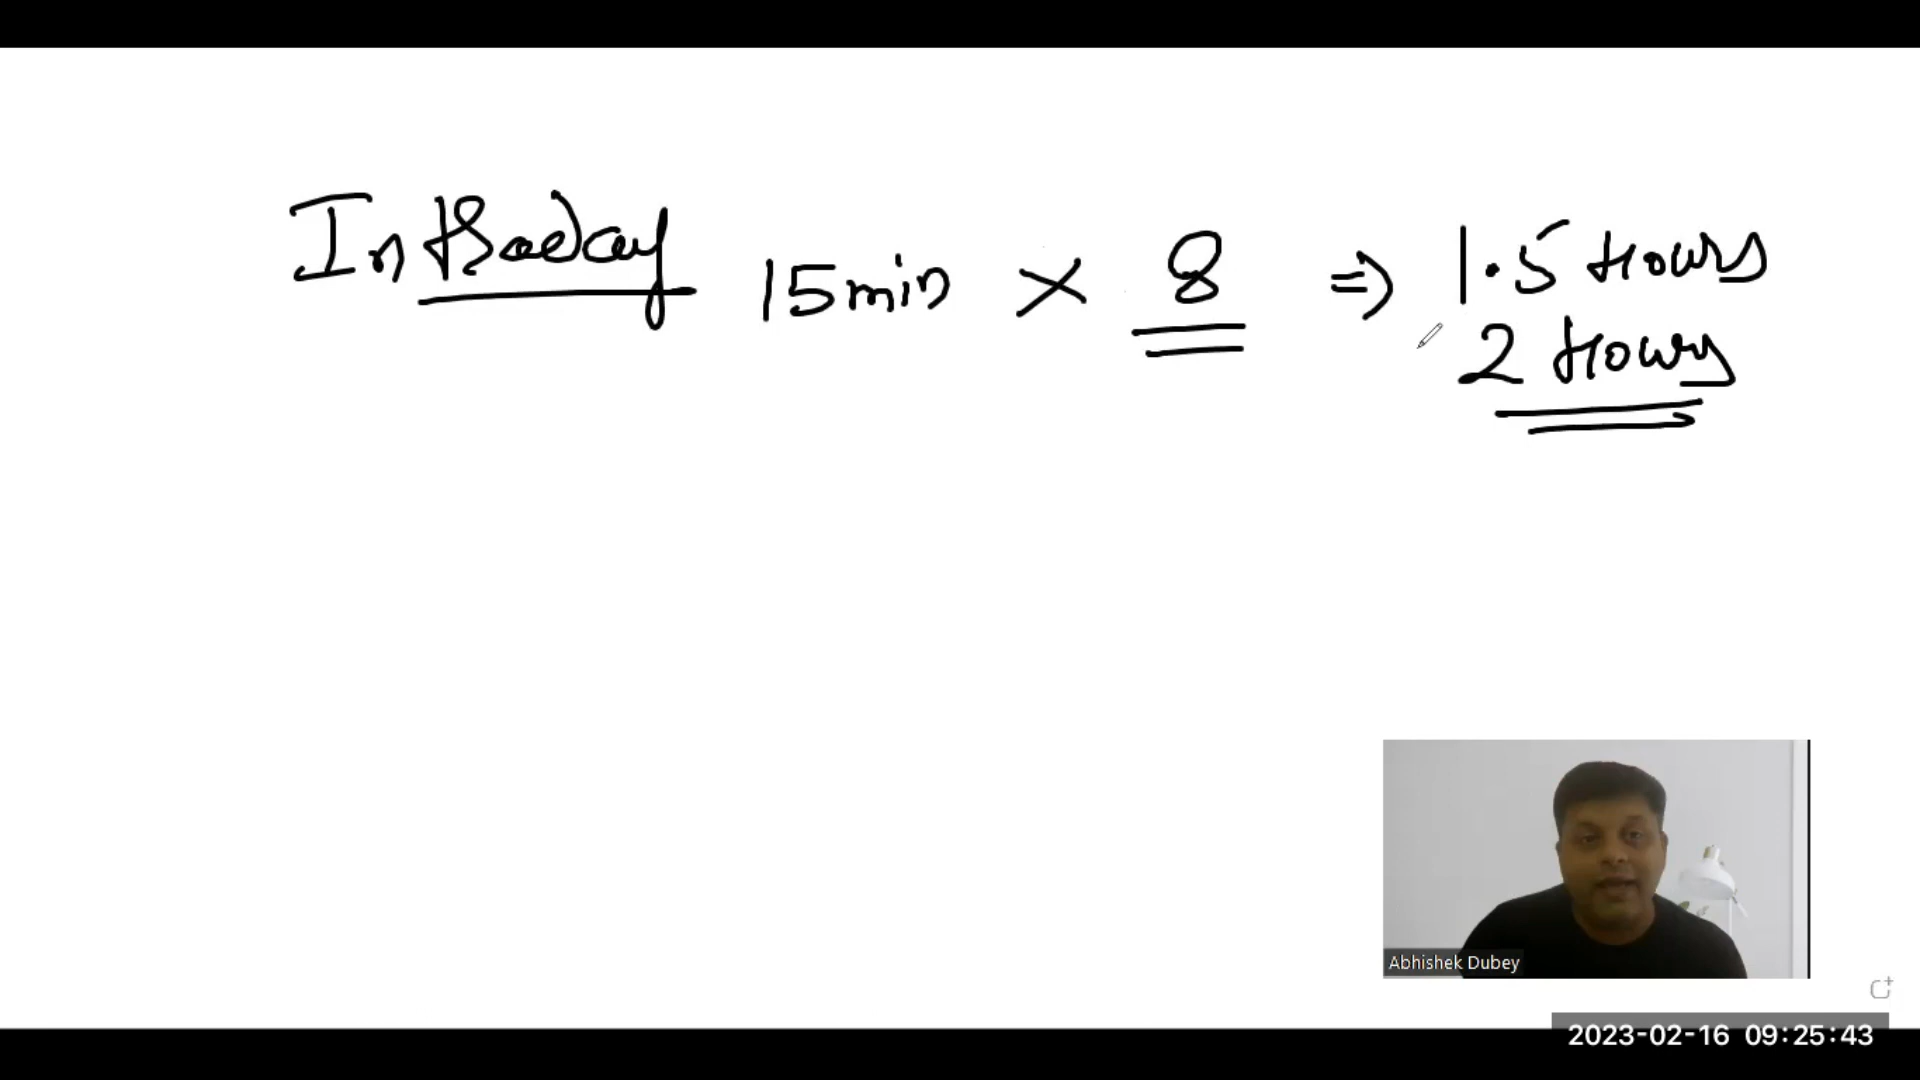 Intraday 15min × 8 ⇒ 1.5 Hours
2 Hours
Abhishek Dubey
2023-02-16 09:25:43